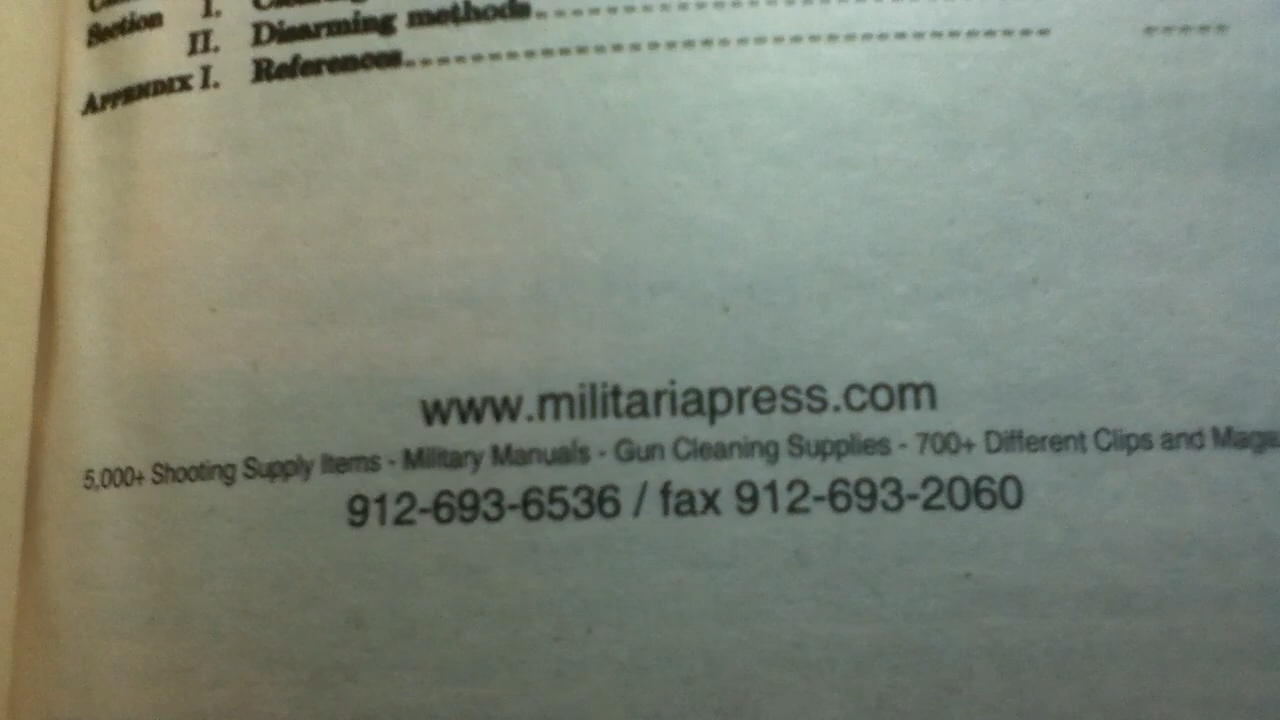 Section I.
II. Disarming methods
APPENDIX I. References
www.militariapress.com
5,000+ Shooting Supply Items - Military Manuals - Gun Cleaning Supplies - 700+ Different Clips and Maga
912-693-6536 / fax 912-693-2060